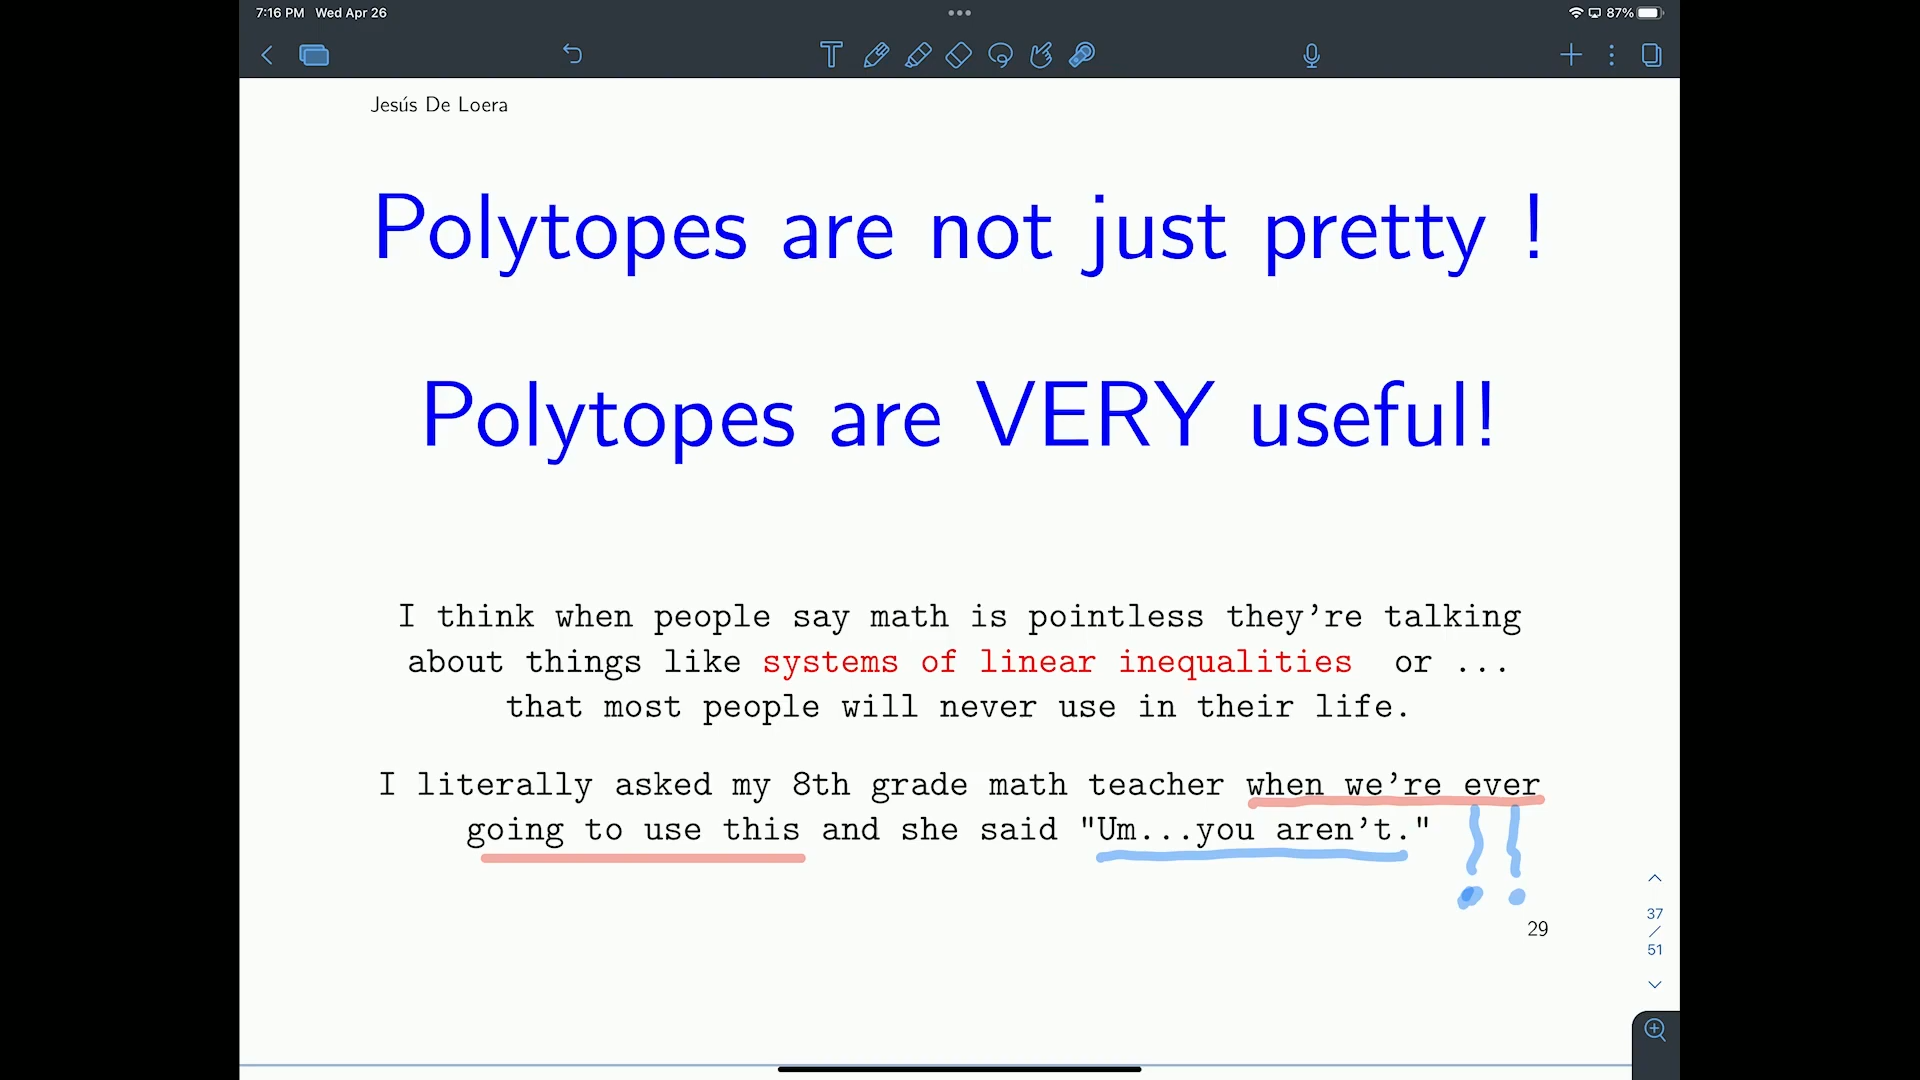 7:16 PM Wed Apr 26
87%
Jesús De Loera
Polytopes are not just pretty !
Polytopes are VERY useful!
I think when people say math is pointless they're talking
about things like systems of linear inequalities or ...
that most people will never use in their life.
I literally asked my 8th grade math teacher when we're ever
going to use this and she said "Um...you aren't."
!!
29
37
/
51